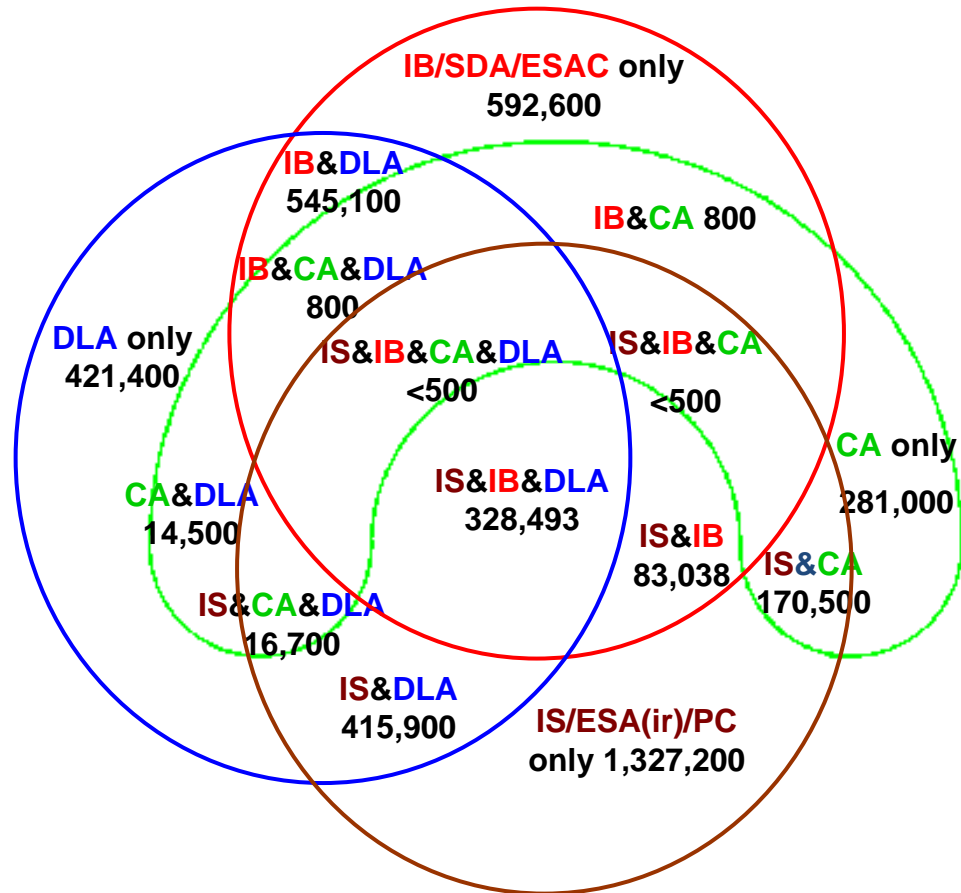 IB/SDA/ESAC only
592,600
IB&DLA
545,100
IB&CA 800
IB&CA&DLA
800
DLA only
421,400
IS&IB&CA&DLA
<500
IS&IB&CA
<500
CA only
281,000
CA&DLA
14,500
IS&IB&DLA
328,493
IS&IB
83,038
IS&CA
170,500
IS&CA&DLA
16,700
IS&DLA
415,900
IS/ESA(ir)/PC
only 1,327,200